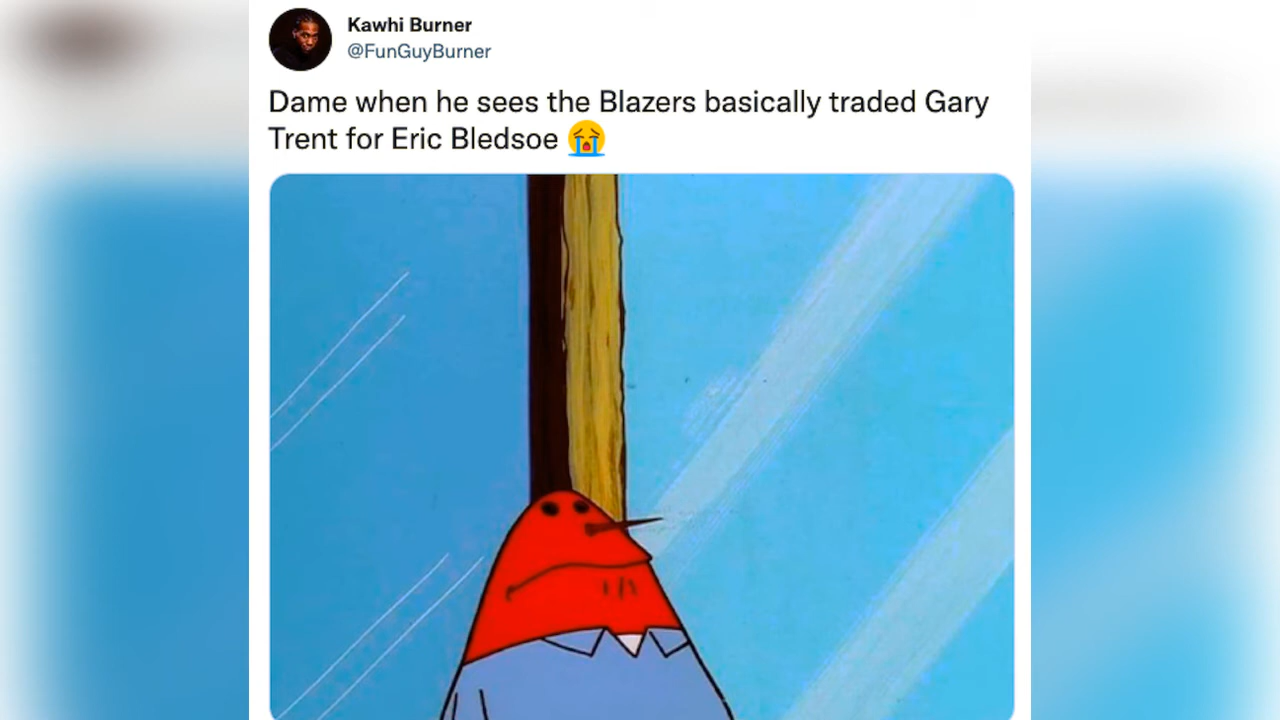 Kawhi Burner
@FunGuyBurner
Dame when he sees the Blazers basically traded Gary
Trent for Eric Bledsoe 😭